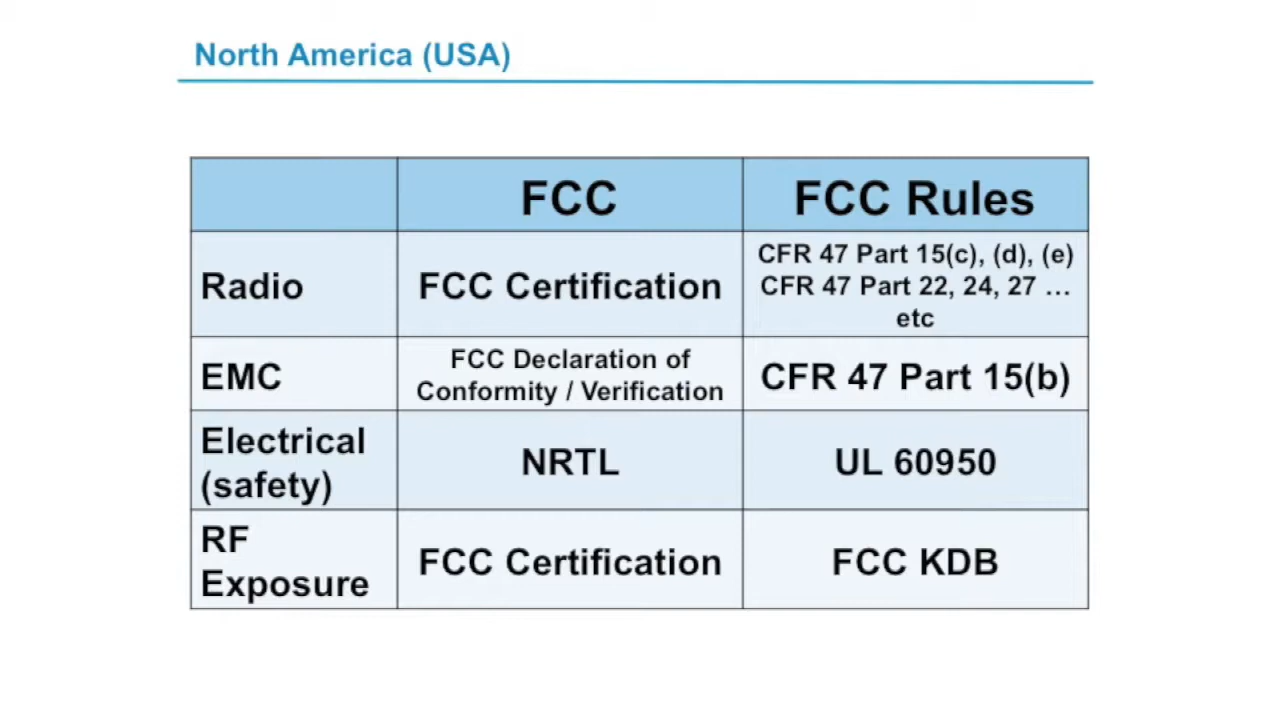 North America (USA)
FCC
FCC Rules
Radio
FCC Certification
CFR 47 Part 15(c), (d), (e)
CFR 47 Part 22, 24, 27 ...
etc
EMC
FCC Declaration of
Conformity / Verification
CFR 47 Part 15(b)
Electrical
(safety)
NRTL
UL 60950
RF
Exposure
FCC Certification
FCC KDB